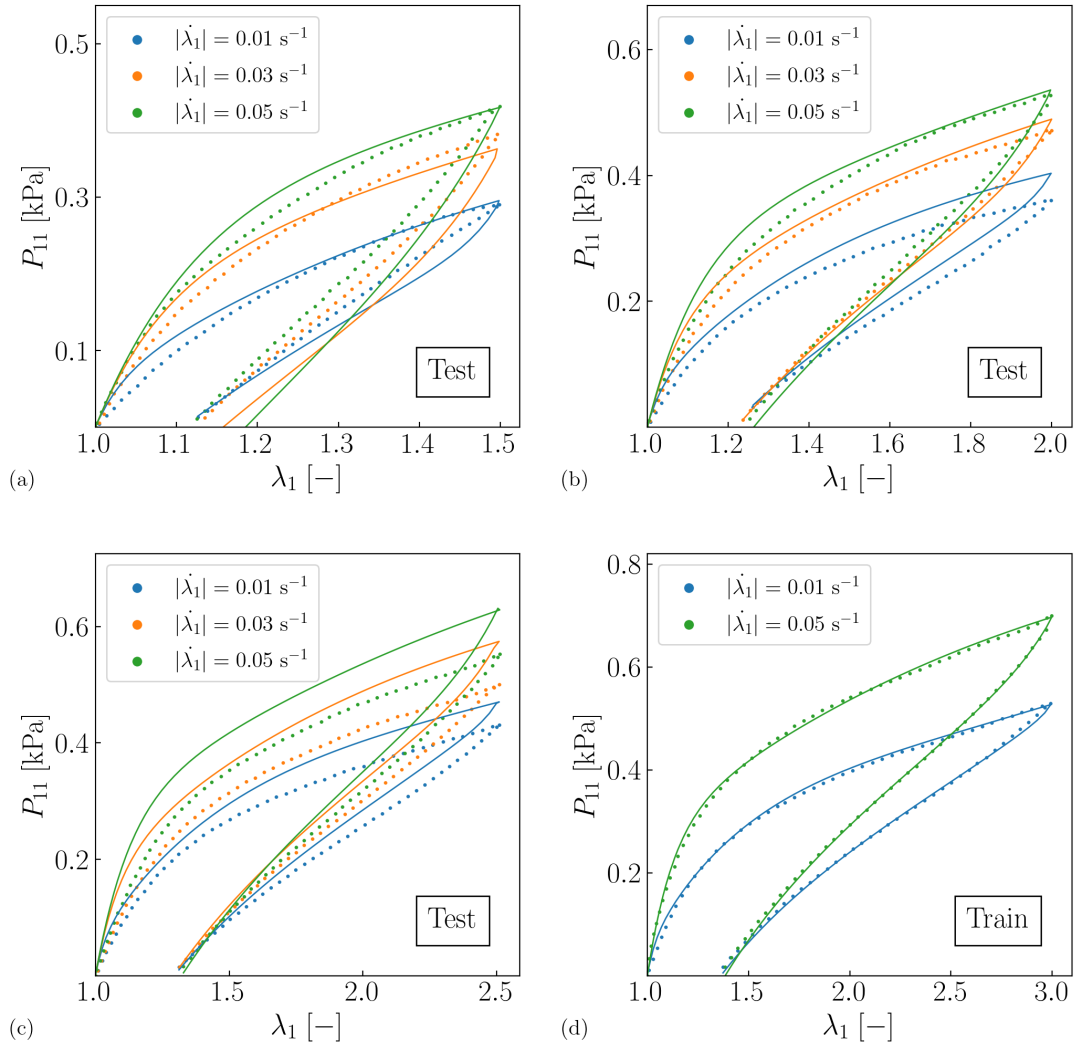 |λ̇₁| = 0.01 s⁻¹
|λ̇₁| = 0.03 s⁻¹
|λ̇₁| = 0.05 s⁻¹
0.5
0.3
0.1
P₁₁ [kPa]
Test
1.0 1.1 1.2 1.3 1.4 1.5
(a) λ₁ [−]
|λ̇₁| = 0.01 s⁻¹
|λ̇₁| = 0.03 s⁻¹
|λ̇₁| = 0.05 s⁻¹
0.6
0.4
0.2
P₁₁ [kPa]
Test
1.0 1.2 1.4 1.6 1.8 2.0
(b) λ₁ [−]
|λ̇₁| = 0.01 s⁻¹
|λ̇₁| = 0.03 s⁻¹
|λ̇₁| = 0.05 s⁻¹
0.6
0.4
0.2
P₁₁ [kPa]
Test
1.0 1.5 2.0 2.5
(c) λ₁ [−]
|λ̇₁| = 0.01 s⁻¹
|λ̇₁| = 0.05 s⁻¹
0.8
0.6
0.4
0.2
P₁₁ [kPa]
Train
1.0 1.5 2.0 2.5 3.0
(d) λ₁ [−]